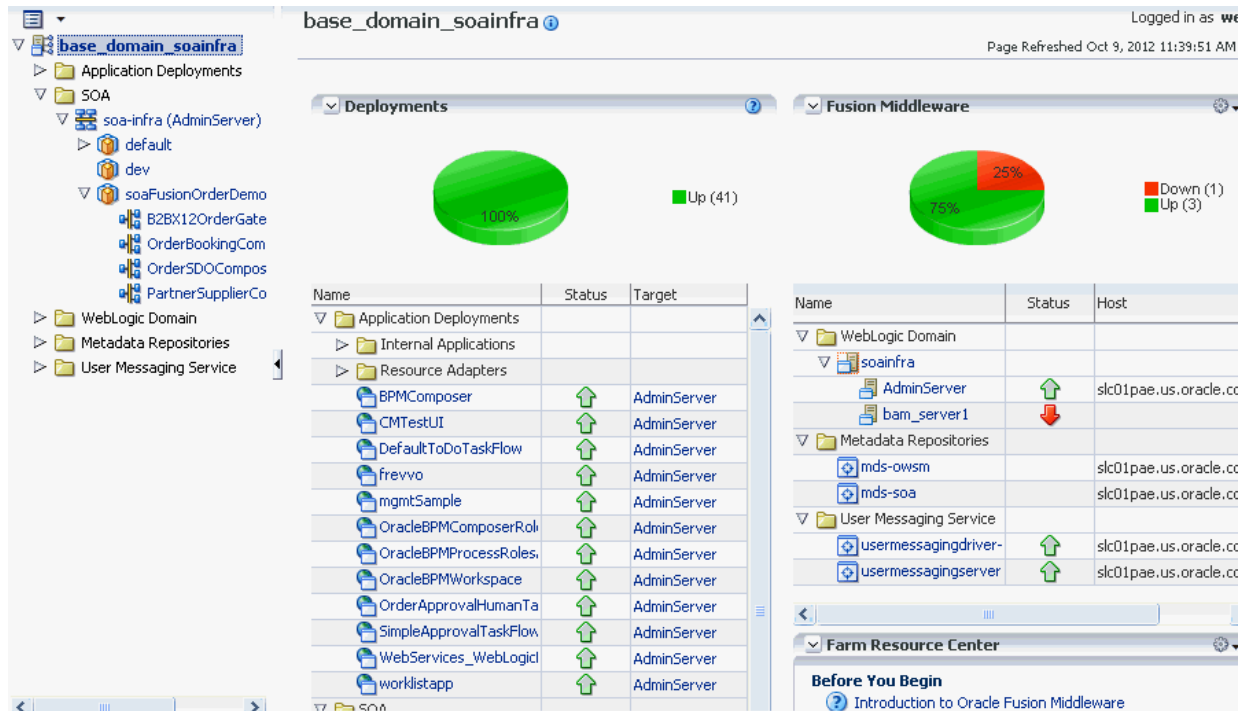 base_domain_soainfra
Logged in as we
Page Refreshed Oct 9, 2012 11:39:51 AM
base_domain_soainfra
Application Deployments
SOA
soa-infra (AdminServer)
default
dev
soaFusionOrderDemo
B2BX12OrderGate
OrderBookingCom
OrderSDOCompos
PartnerSupplierCo
WebLogic Domain
Metadata Repositories
User Messaging Service
Deployments
100%
Up (41)
Name Status Target
Application Deployments
Internal Applications
Resource Adapters
BPMComposer AdminServer
CMTestUI AdminServer
DefaultToDoTaskFlow AdminServer
frevvo AdminServer
mgmtSample AdminServer
OracleBPMComposerRol AdminServer
OracleBPMProcessRoles. AdminServer
OracleBPMWorkspace AdminServer
OrderApprovalHumanTa AdminServer
SimpleApprovalTaskFlow AdminServer
WebServices_WebLogicI AdminServer
worklistapp AdminServer
SOA
Fusion Middleware
25%
75%
Down (1)
Up (3)
Name Status Host
WebLogic Domain
soainfra
AdminServer slc01pae.us.oracle.co
bam_server1
Metadata Repositories
mds-owsm slc01pae.us.oracle.co
mds-soa slc01pae.us.oracle.co
User Messaging Service
usermessagingdriver- slc01pae.us.oracle.co
usermessagingserver slc01pae.us.oracle.co
Farm Resource Center
Before You Begin
Introduction to Oracle Fusion Middleware